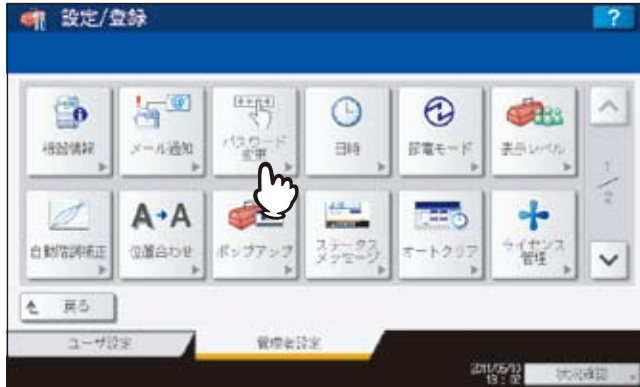 設定/登録
?
機器情報
メール通知
パスワード
変更
日時
節電モード
表示レベル
1
/
2
自動階調補正
A→A
位置合わせ
ポップアップ
ステータス
メッセージ
オートクリア
ライセンス
管理
戻る
ユーザ設定
管理者設定
状況確認